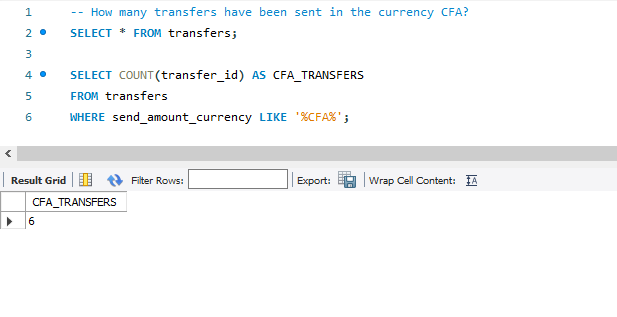 1 -- How many transfers have been sent in the currency CFA?
2 SELECT * FROM transfers;
3
4 SELECT COUNT(transfer_id) AS CFA_TRANSFERS
5 FROM transfers
6 WHERE send_amount_currency LIKE '%CFA%';
Result Grid Filter Rows: Export: Wrap Cell Content: IA
CFA_TRANSFERS
6